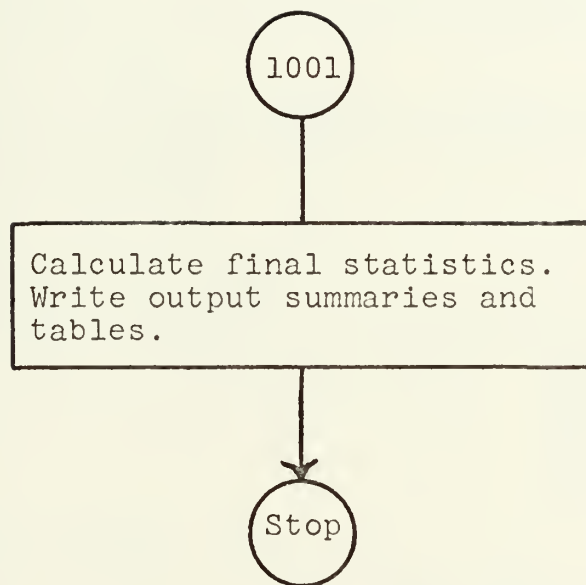 1001
Calculate final statistics.
Write output summaries and
tables.
Stop